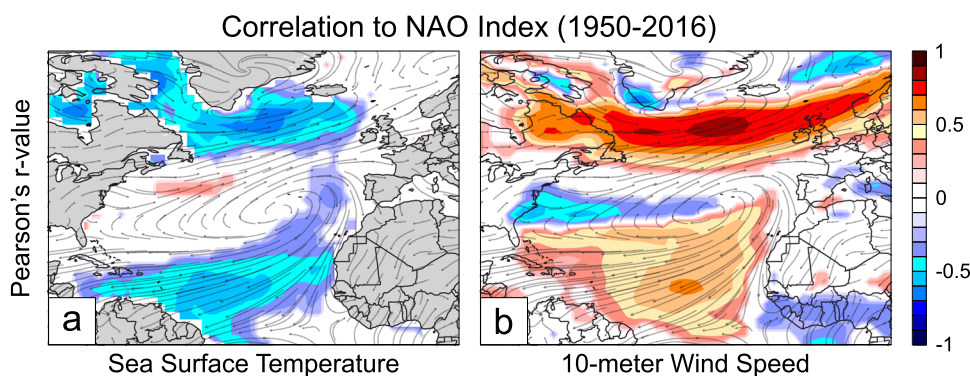 Correlation to NAO Index (1950-2016)
Pearson's r-value
a
b
1
0.5
0
-0.5
-1
Sea Surface Temperature
10-meter Wind Speed